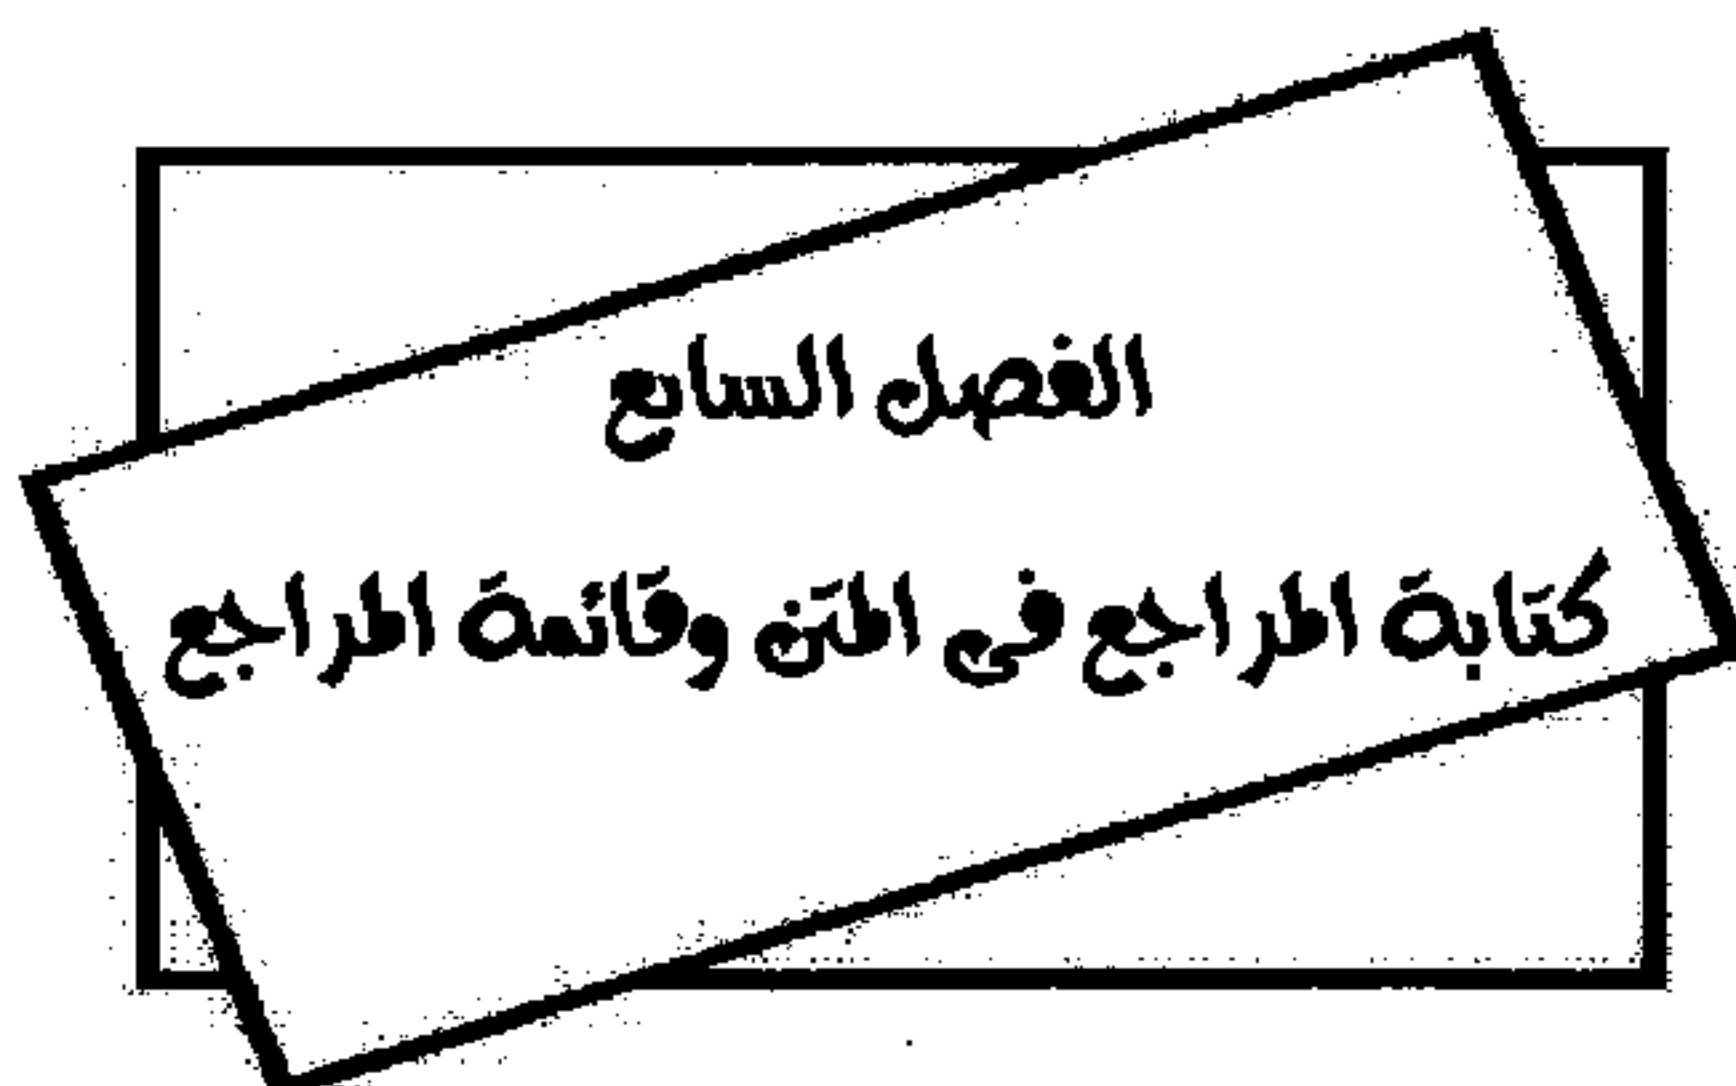 الفصل السابع
كتابة المراجع فى المتن وقائمة المراجع